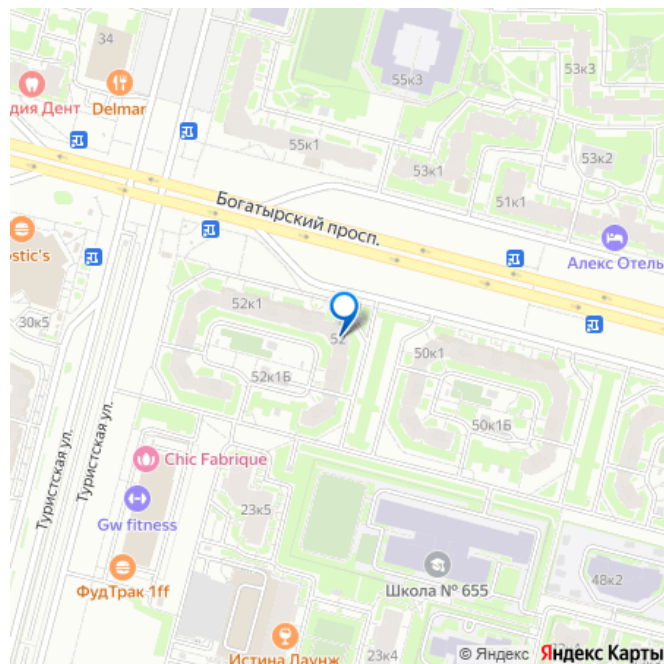 34
дия Дент
Delmar
55к3
53к3
55к1
53к1
53к2
51к1
Богатырский просп.
Алекс Отель
ostic's
30к5
52к1
52
52к1Б
50к1
50к1Б
Туристская ул.
Туристская ул.
Chic Fabrique
Gw fitness
23к5
ФудТрак 1ff
Школа № 655
48к2
Истина Лаунж
23к4
© Яндекс Яндекс Карты